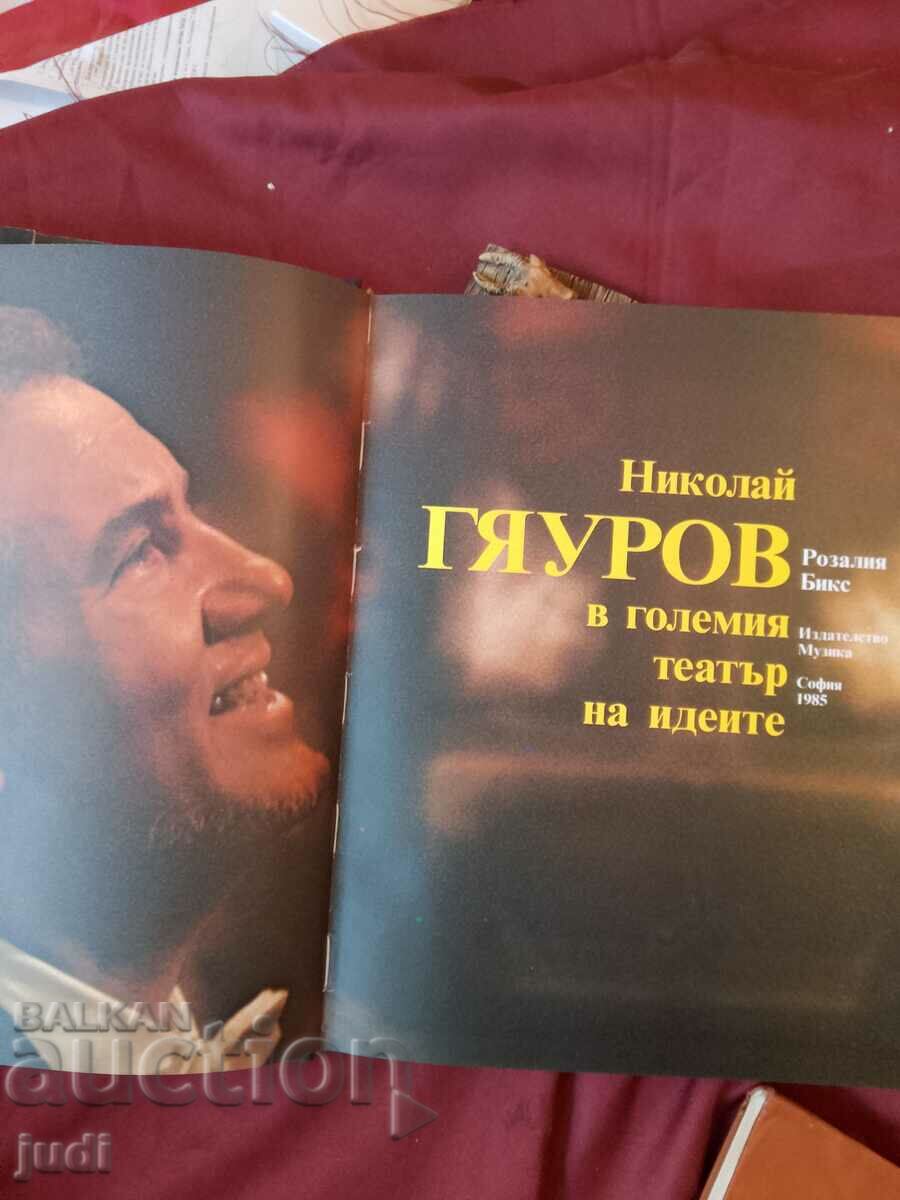 Николай
ГЯУРОВ
в големия
театър
на идеите
Розалия
Бикс
Издателство
Музика
София
1985
BALKAN
auction
judi